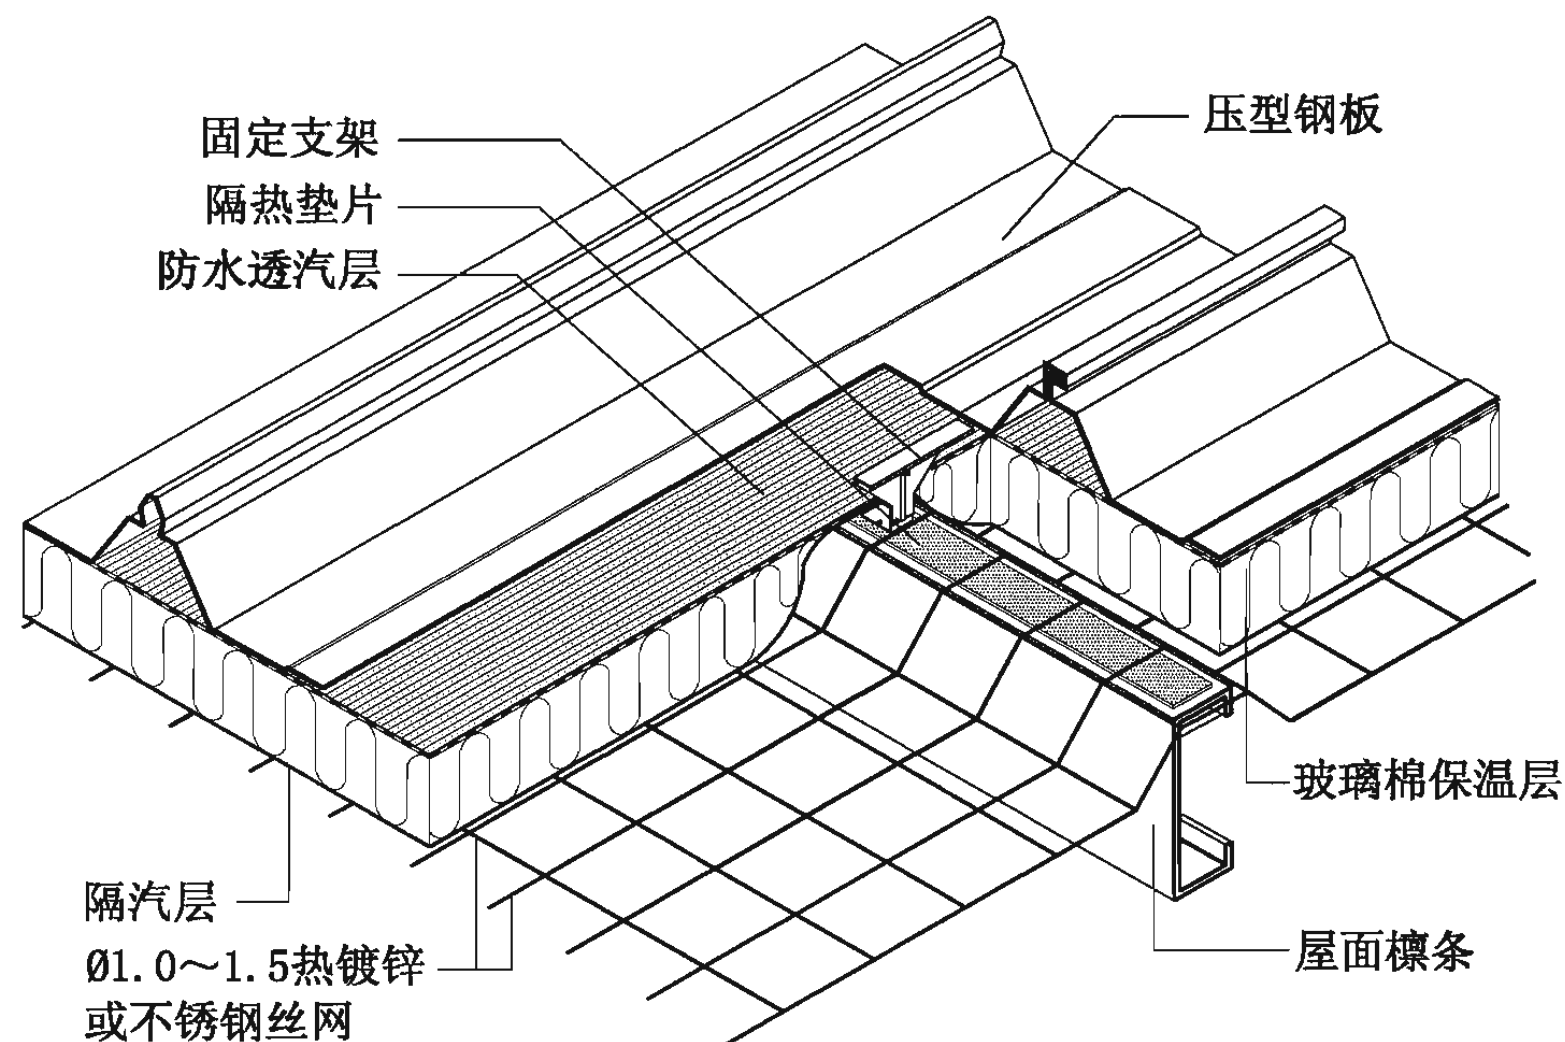 固定支架
隔热垫片
防水透汽层
压型钢板
玻璃棉保温层
隔汽层
Ø1.0～1.5热镀锌
或不锈钢丝网
屋面檩条